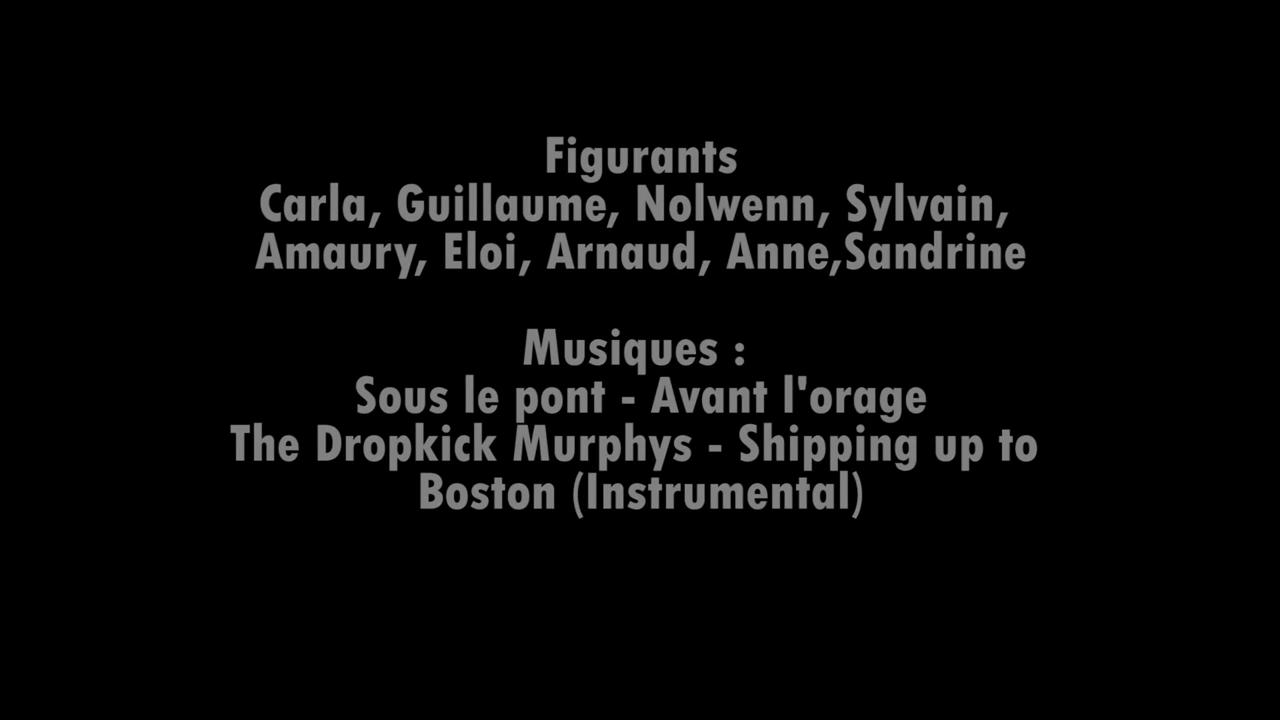 Figurants
Carla, Guillaume, Nolwenn, Sylvain,
Amaury, Eloi, Arnaud, Anne,Sandrine
Musiques :
Sous le pont - Avant l'orage
The Dropkick Murphys - Shipping up to
Boston (Instrumental)